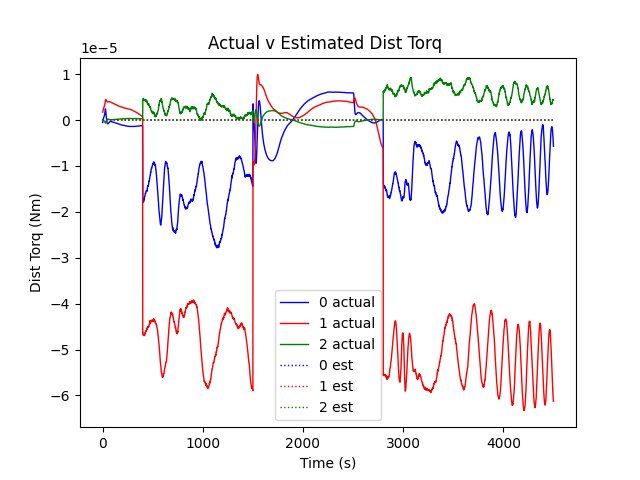 Actual v Estimated Dist Torq
1e−5
1
0
−1
−2
−3
−4
−5
−6
Dist Torq (Nm)
0 actual
1 actual
2 actual
0 est
1 est
2 est
0 1000 2000 3000 4000
Time (s)